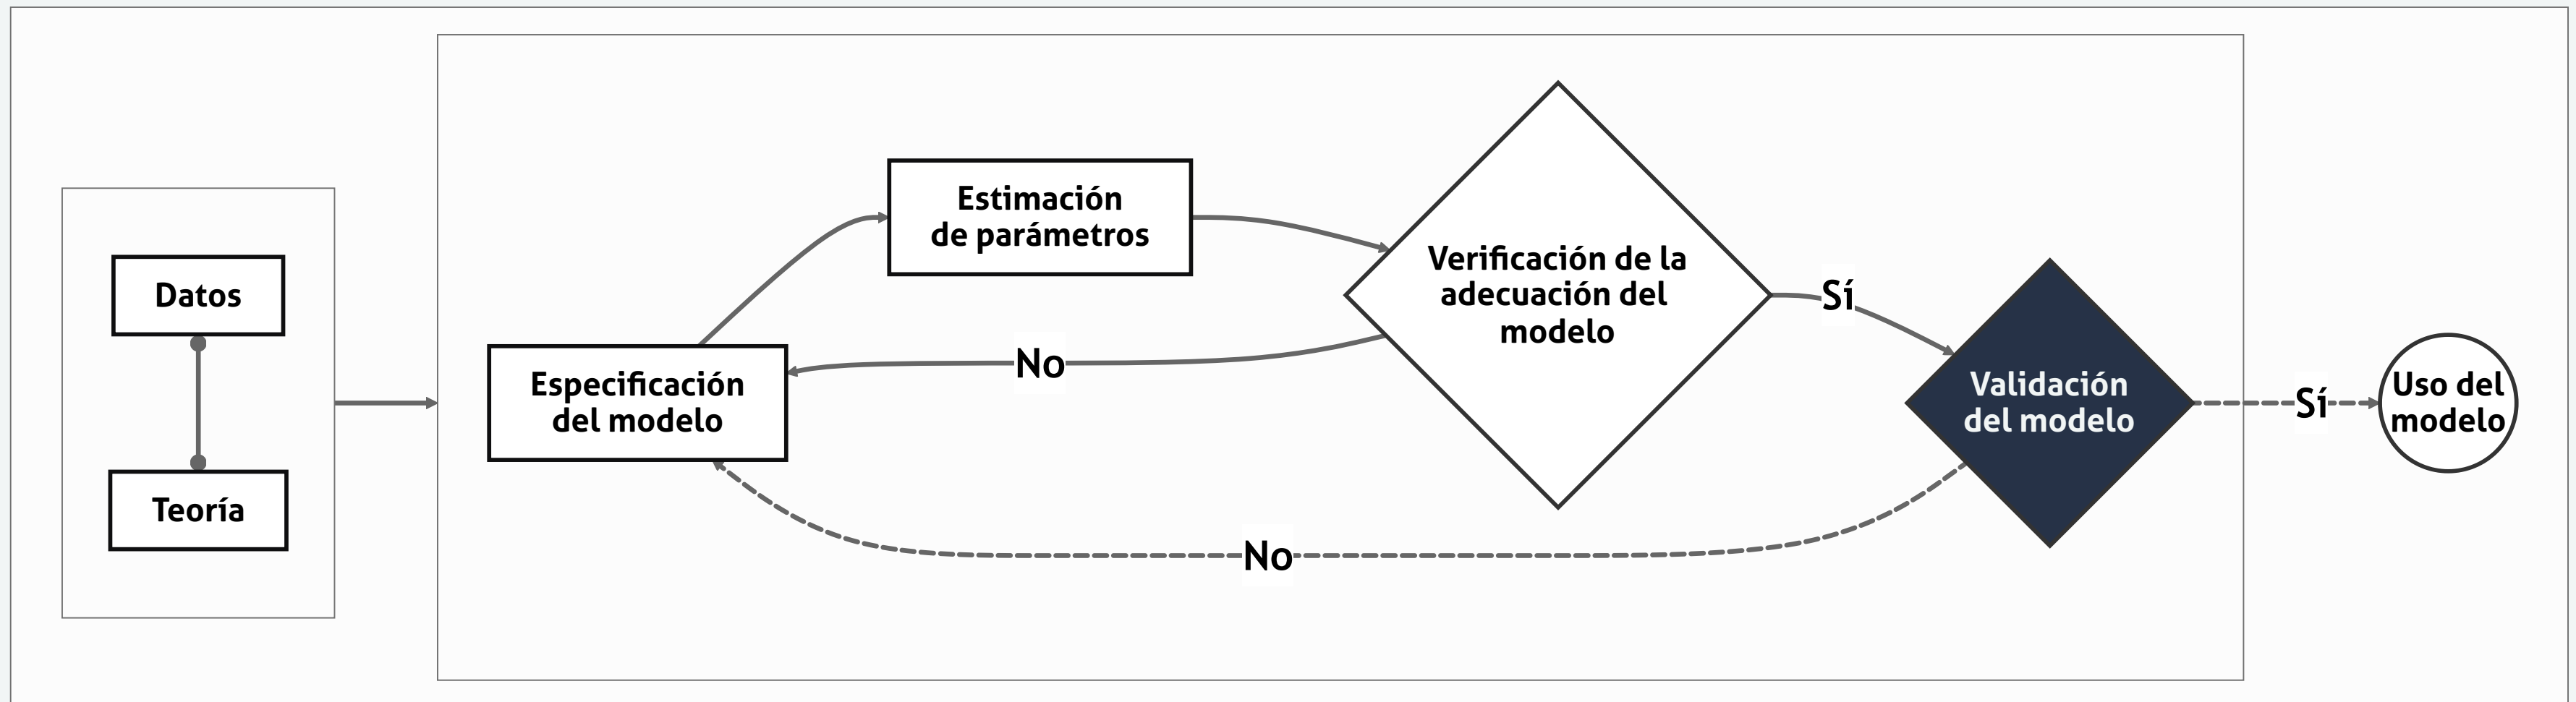 Datos
Teoría
Especificación
del modelo
Estimación
de parámetros
Verificación de la
adecuación del
modelo
No
Sí
Validación
del modelo
No
Sí
Uso del
modelo